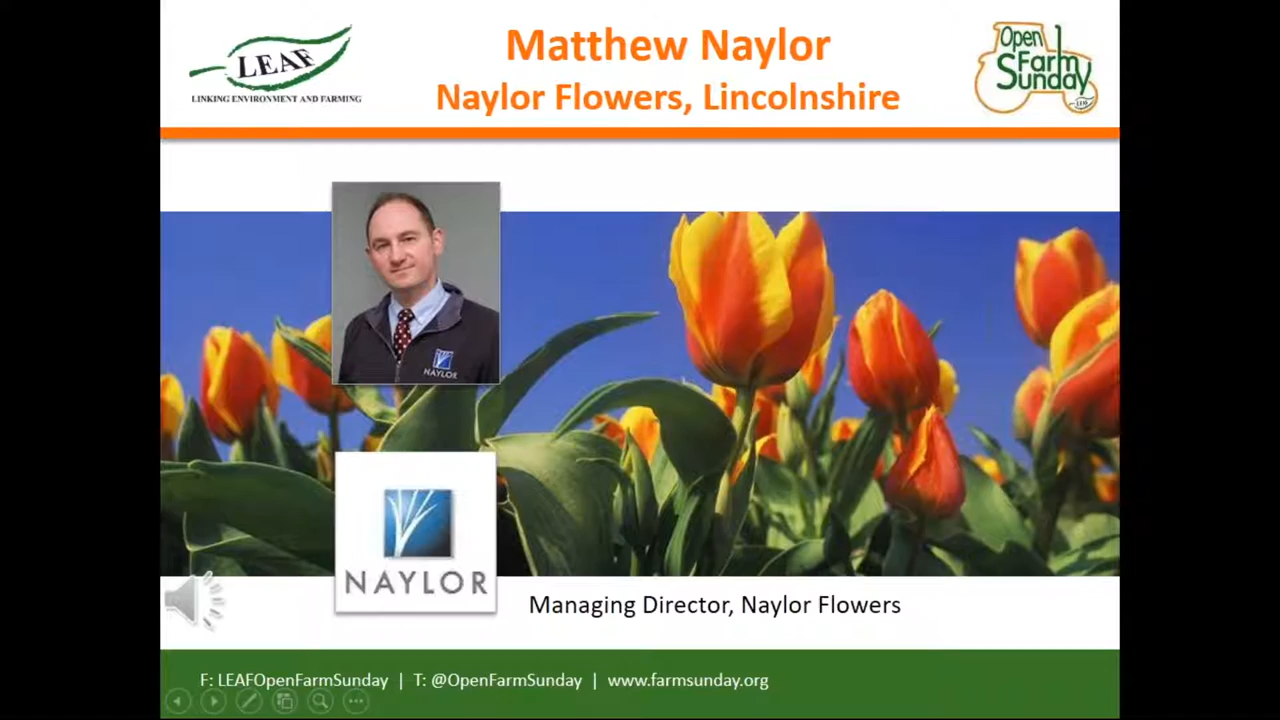 LEAF
LINKING ENVIRONMENT AND FARMING
Matthew Naylor
Naylor Flowers, Lincolnshire
Open
Farm
Sunday
LEAF
NAYLOR
NAYLOR
Managing Director, Naylor Flowers
F: LEAFOpenFarmSunday | T: @OpenFarmSunday | www.farmsunday.org